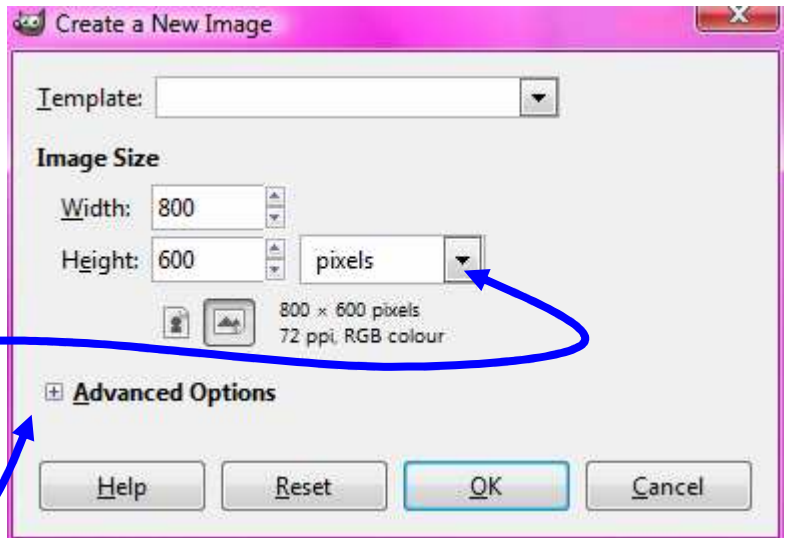 Create a New Image
Template:
Image Size
Width: 800
Height: 600 pixels
800 × 600 pixels
72 ppi, RGB colour
Advanced Options
Help Reset OK Cancel